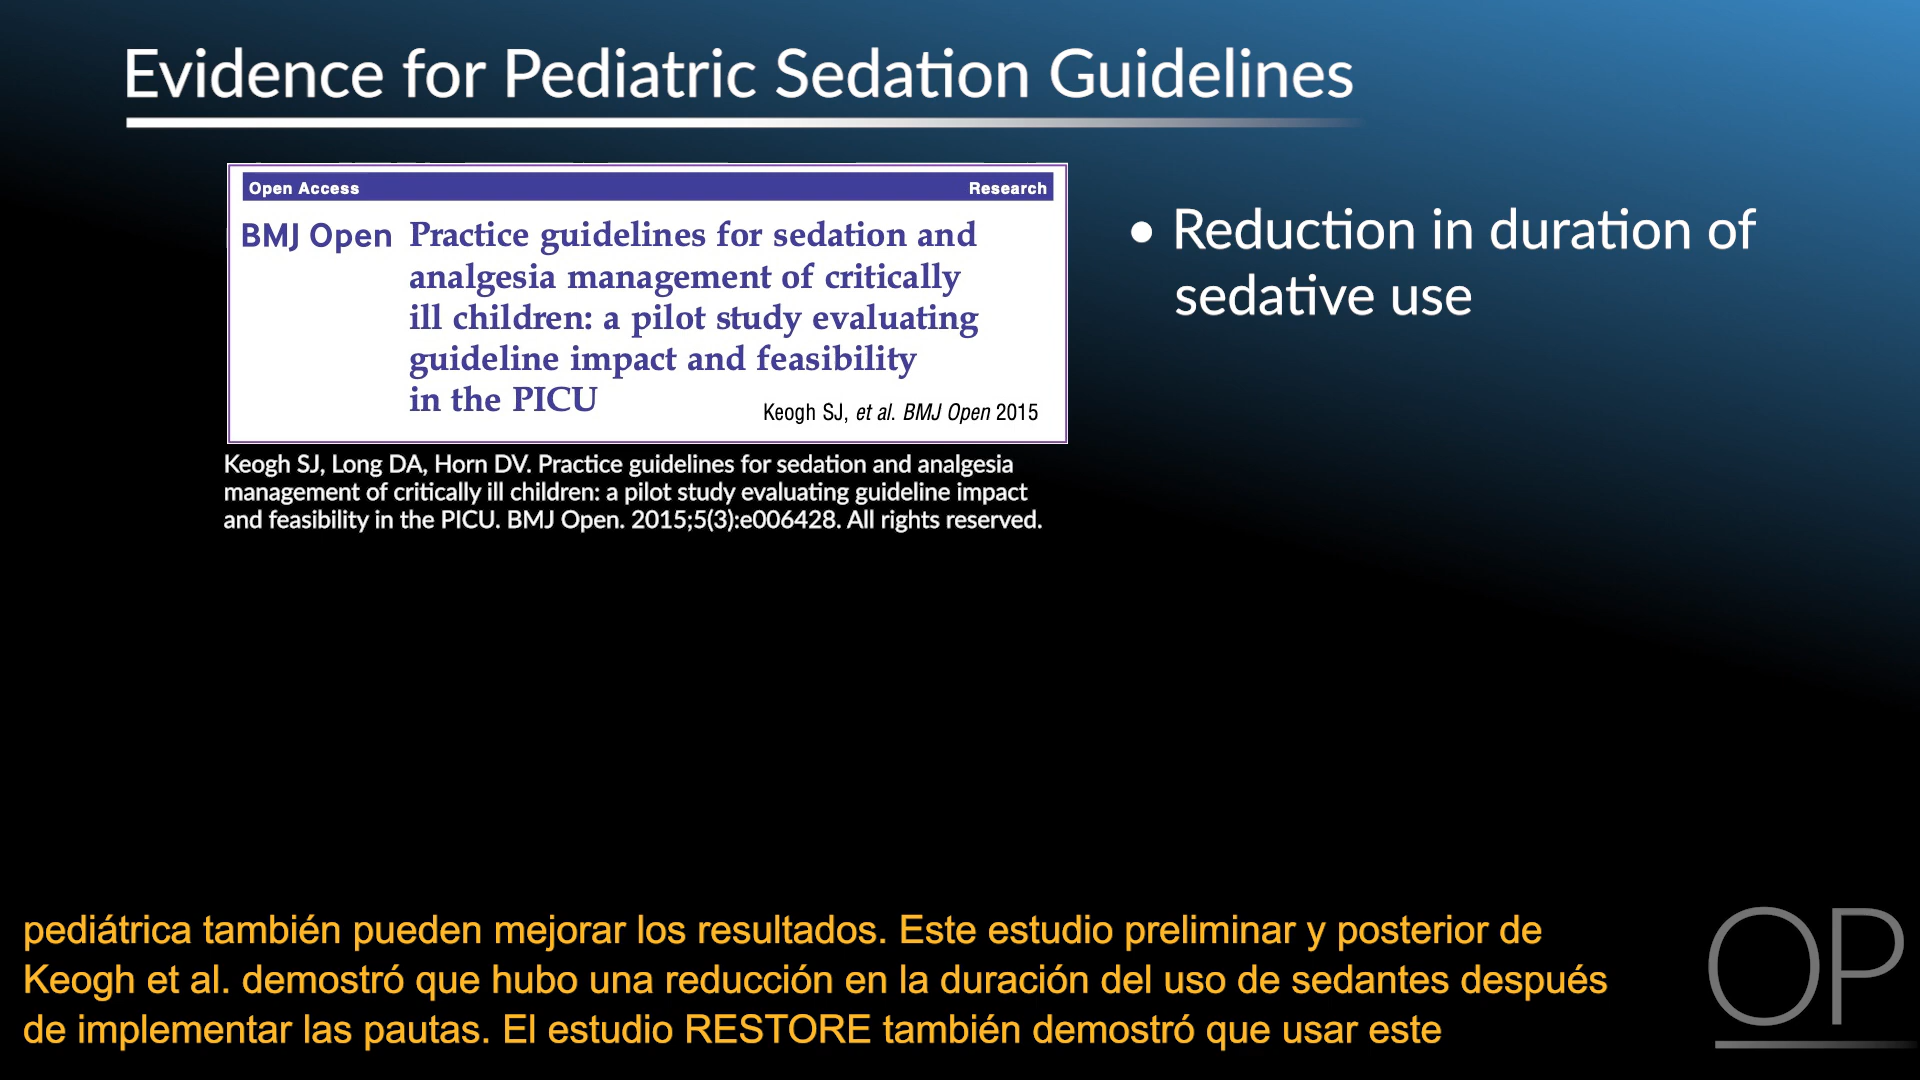 Evidence for Pediatric Sedation Guidelines
Open Access Research
BMJ Open Practice guidelines for sedation and
analgesia management of critically
ill children: a pilot study evaluating
guideline impact and feasibility
in the PICU
Keogh SJ, et al. BMJ Open 2015
Keogh SJ, Long DA, Horn DV. Practice guidelines for sedation and analgesia
management of critically ill children: a pilot study evaluating guideline impact
and feasibility in the PICU. BMJ Open. 2015;5(3):e006428. All rights reserved.
• Reduction in duration of
sedative use
pediátrica también pueden mejorar los resultados. Este estudio preliminar y posterior de
Keogh et al. demostró que hubo una reducción en la duración del uso de sedantes después
de implementar las pautas. El estudio RESTORE también demostró que usar este
OP